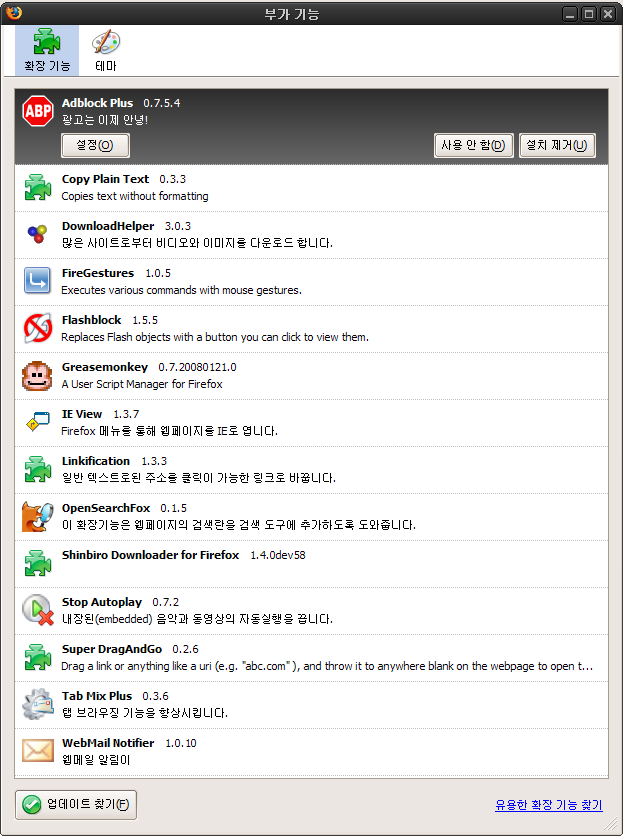 부가 기능
확장 기능
테마
ABP
Adblock Plus 0.7.5.4
광고는 이제 안녕!
설정(O)
사용 안 함(D)
설치 제거(U)
Copy Plain Text 0.3.3
Copies text without formatting
DownloadHelper 3.0.3
많은 사이트로부터 비디오와 이미지를 다운로드 합니다.
FireGestures 1.0.5
Executes various commands with mouse gestures.
Flashblock 1.5.5
Replaces Flash objects with a button you can click to view them.
Greasemonkey 0.7.20080121.0
A User Script Manager for Firefox
IE View 1.3.7
Firefox 메뉴를 통해 웹페이지를 IE로 엽니다.
Linkification 1.3.3
일반 텍스트로된 주소를 클릭이 가능한 링크로 바꿉니다.
OpenSearchFox 0.1.5
이 확장기능은 웹페이지의 검색란을 검색 도구에 추가하도록 도와줍니다.
Shinbiro Downloader for Firefox 1.4.0dev58
Stop Autoplay 0.7.2
내장된(embedded) 음악과 동영상의 자동실행을 끕니다.
Super DragAndGo 0.2.6
Drag a link or anything like a uri (e.g. "abc.com" ), and throw it to anywhere blank on the webpage to open t...
Tab Mix Plus 0.3.6
탭 브라우징 기능을 향상시킵니다.
WebMail Notifier 1.0.10
웹메일 알림이
업데이트 찾기(F)
유용한 확장 기능 찾기